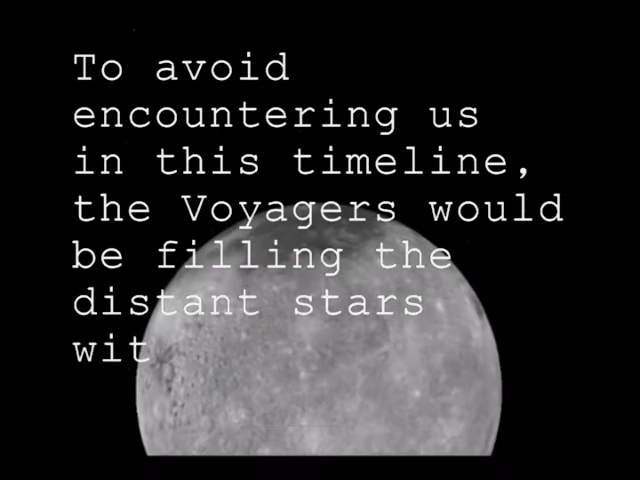 To avoid
encountering us
in this timeline,
the Voyagers would
be filling the
distant stars
wit